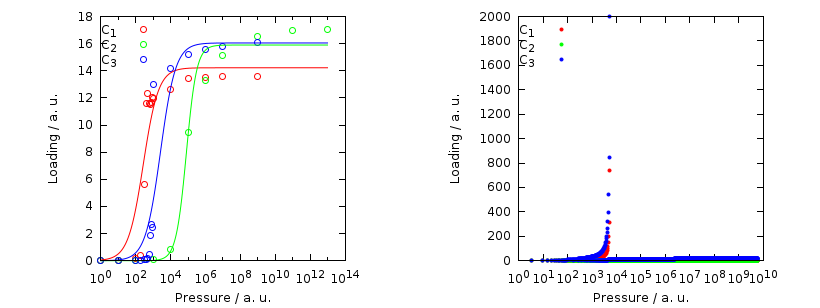 18
16
14
12
10
8
6
4
2
0
Loading / a. u.
C1
C2
C3
10^0 10^2 10^4 10^6 10^8 10^10 10^12 10^14
Pressure / a. u.
2000
1800
1600
1400
1200
1000
800
600
400
200
0
Loading / a. u.
C1
C2
C3
10^0 10^1 10^2 10^3 10^4 10^5 10^6 10^7 10^8 10^9 10^10
Pressure / a. u.